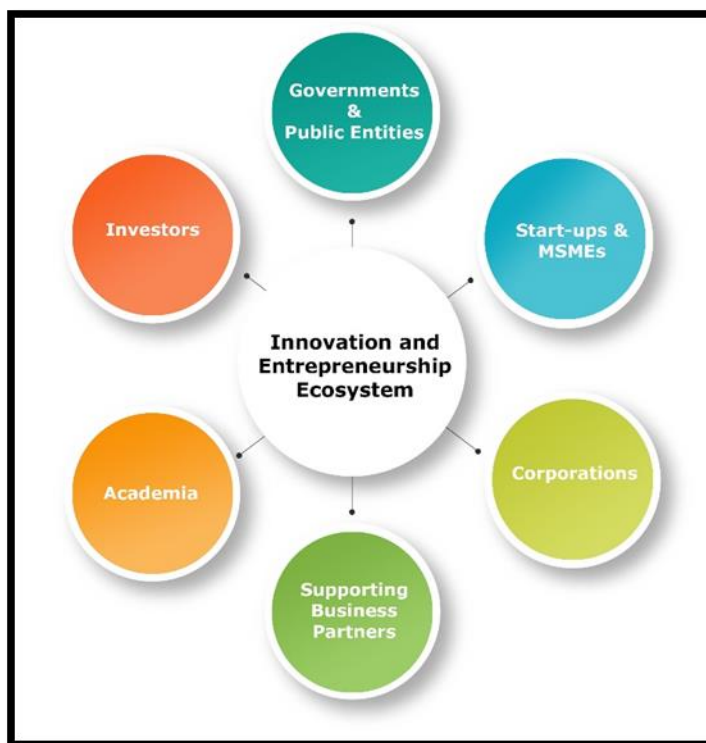 Governments
&
Public Entities
Investors
Start-ups &
MSMEs
Innovation and
Entrepreneurship
Ecosystem
Academia
Corporations
Supporting
Business
Partners